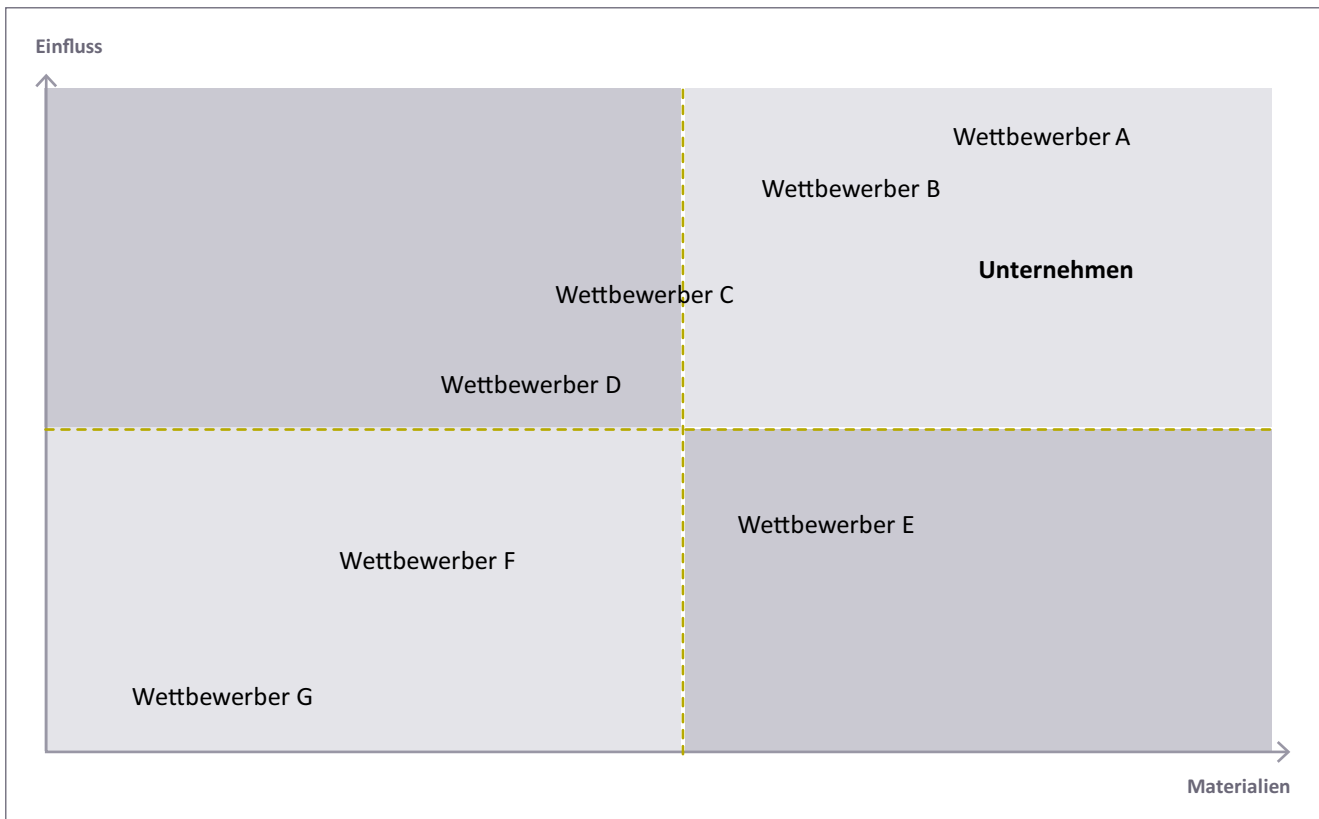 Einfluss
Wettbewerber A
Wettbewerber B
Unternehmen
Wettbewerber C
Wettbewerber D
Wettbewerber E
Wettbewerber F
Wettbewerber G
Materialien